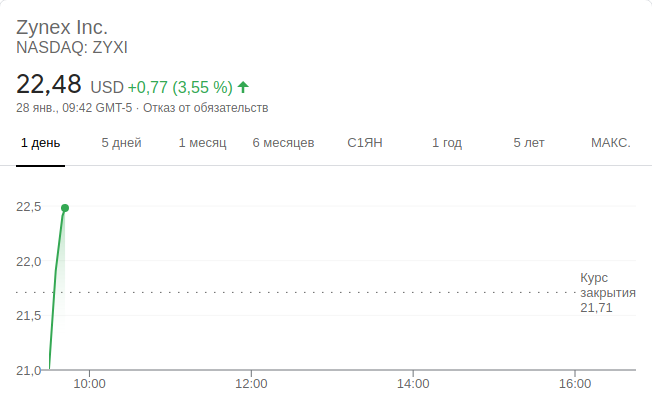 Zynex Inc.
NASDAQ: ZYXI
22,48 USD +0,77 (3,55 %)
28 янв., 09:42 GMT-5 · Отказ от обязательств
1 день 5 дней 1 месяц 6 месяцев С1ЯН 1 год 5 лет МАКС.
22,5
22,0
Курс
закрытия
21,71
21,5
21,0
10:00 12:00 14:00 16:00